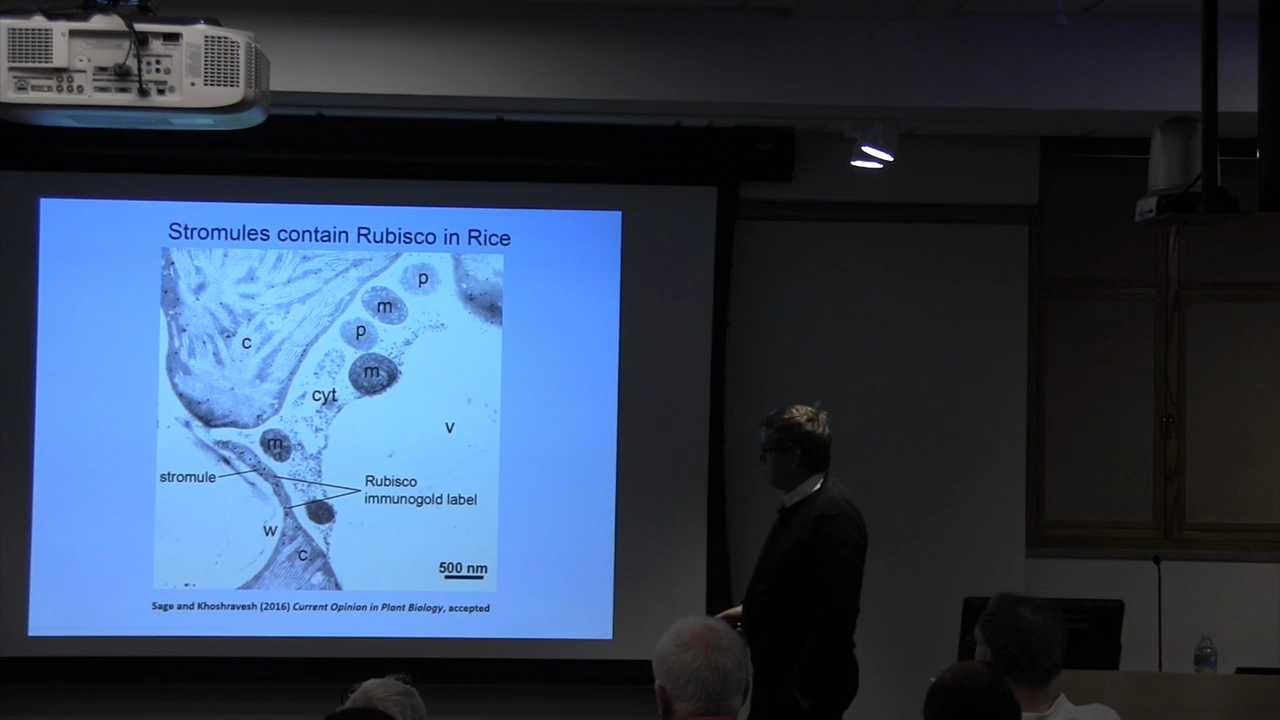 Stromules contain Rubisco in Rice
p
m
c
p
m
cyt
v
m
stromule
Rubisco
immunogold label
w
c
500 nm
Sage and Khoshravesh (2016) Current Opinion in Plant Biology, accepted